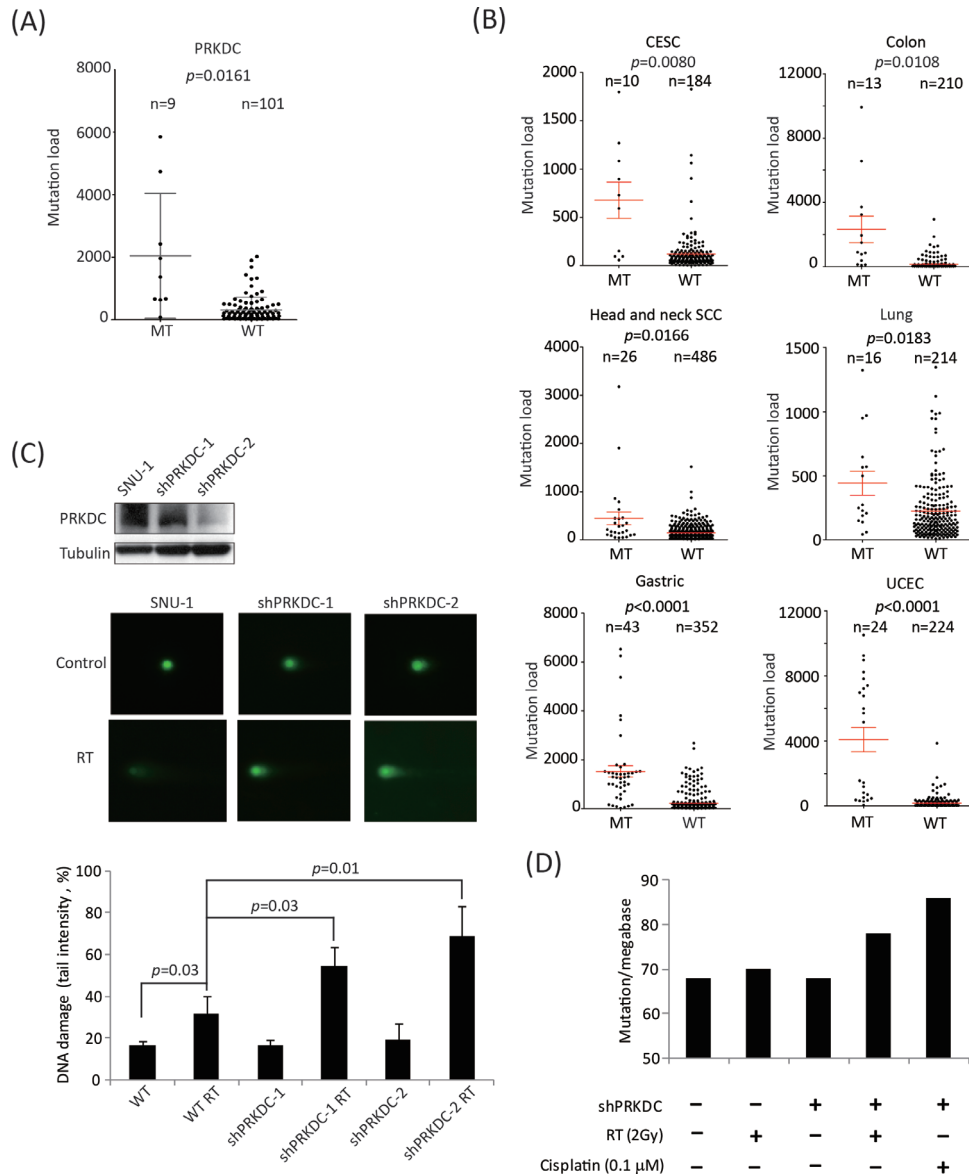 (A)
PRKDC
p=0.0161
n=9 n=101
8000
6000
4000
2000
0
Mutation load
MT WT
(B)
CESC
p=0.0080
n=10 n=184
2000
1500
1000
500
0
Mutation load
MT WT
Colon
p=0.0108
n=13 n=210
12000
8000
4000
0
Mutation load
MT WT
Head and neck SCC
p=0.0166
n=26 n=486
4000
3000
2000
1000
0
Mutation load
MT WT
Lung
p=0.0183
n=16 n=214
1500
1000
500
0
Mutation load
MT WT
Gastric
p<0.0001
n=43 n=352
8000
6000
4000
2000
0
Mutation load
MT WT
UCEC
p<0.0001
n=24 n=224
12000
8000
4000
0
Mutation load
MT WT
(C)
SNU-1 shPRKDC-1 shPRKDC-2
PRKDC
Tubulin
SNU-1 shPRKDC-1 shPRKDC-2
Control
RT
100
80
60
40
20
0
DNA damage (tail intensity, %)
p=0.01
p=0.03
p=0.03
WT WT RT shPRKDC-1 shPRKDC-1 RT shPRKDC-2 shPRKDC-2 RT
(D)
90
80
70
60
50
Mutation/megabase
shPRKDC – – + + +
RT (2Gy) – + – + –
Cisplatin (0.1 μM) – – – – +